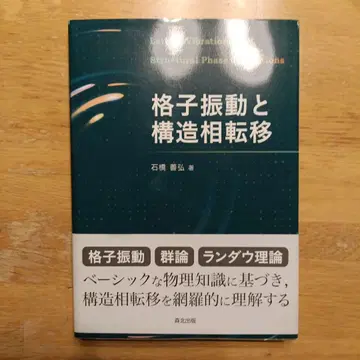 Lattice Vibrations
Structural Phase Transitions
格子振動と
構造相転移
石橋 善弘 著
格子振動 群論 ランダウ理論
ベーシックな物理知識に基づき,
構造相転移を網羅的に理解する
森北出版